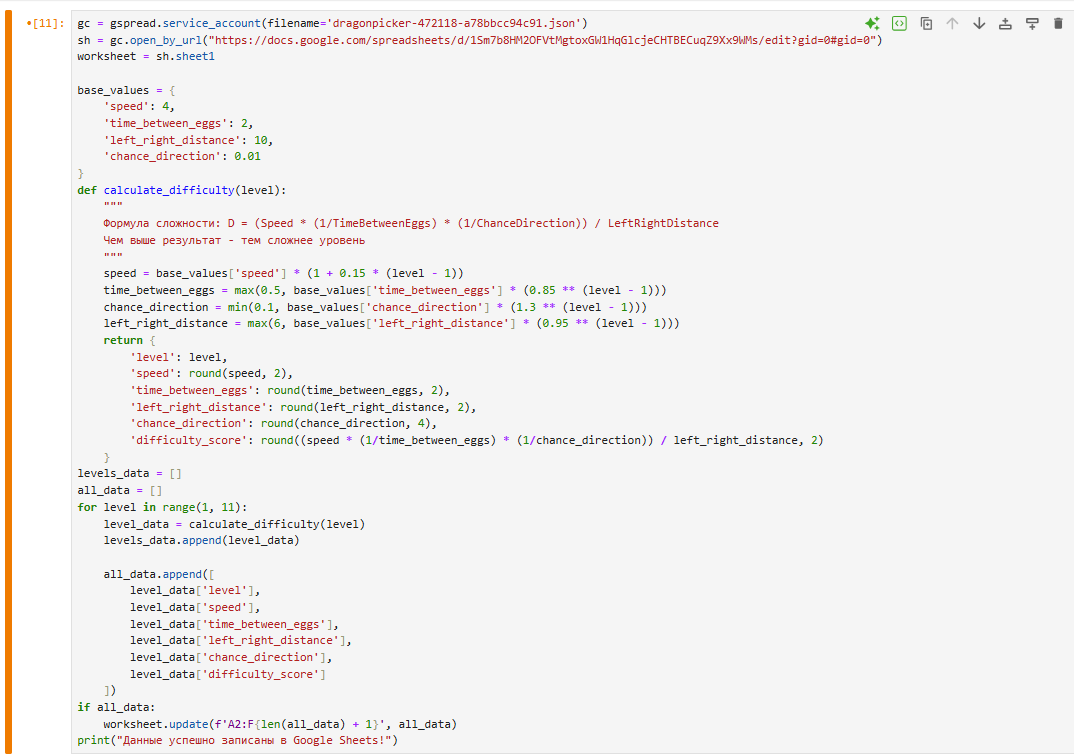 •[11]: gc = gspread.service_account(filename='dragonpicker-472118-a78bbcc94c91.json')
sh = gc.open_by_url("https://docs.google.com/spreadsheets/d/1Sm7b8HM2OFVtMgtoxGW1HqGlcjeCHTBECuqZ9Xx9WMs/edit?gid=0#gid=0")
worksheet = sh.sheet1

base_values = {
    'speed': 4,
    'time_between_eggs': 2,
    'left_right_distance': 10,
    'chance_direction': 0.01
}
def calculate_difficulty(level):
    """
    Формула сложности: D = (Speed * (1/TimeBetweenEggs) * (1/ChanceDirection)) / LeftRightDistance
    Чем выше результат - тем сложнее уровень
    """
    speed = base_values['speed'] * (1 + 0.15 * (level - 1))
    time_between_eggs = max(0.5, base_values['time_between_eggs'] * (0.85 ** (level - 1)))
    chance_direction = min(0.1, base_values['chance_direction'] * (1.3 ** (level - 1)))
    left_right_distance = max(6, base_values['left_right_distance'] * (0.95 ** (level - 1)))
    return {
        'level': level,
        'speed': round(speed, 2),
        'time_between_eggs': round(time_between_eggs, 2),
        'left_right_distance': round(left_right_distance, 2),
        'chance_direction': round(chance_direction, 4),
        'difficulty_score': round((speed * (1/time_between_eggs) * (1/chance_direction)) / left_right_distance, 2)
    }
levels_data = []
all_data = []
for level in range(1, 11):
    level_data = calculate_difficulty(level)
    levels_data.append(level_data)

    all_data.append([
        level_data['level'],
        level_data['speed'],
        level_data['time_between_eggs'],
        level_data['left_right_distance'],
        level_data['chance_direction'],
        level_data['difficulty_score']
    ])
if all_data:
    worksheet.update(f'A2:F{len(all_data) + 1}', all_data)
print("Данные успешно записаны в Google Sheets!")